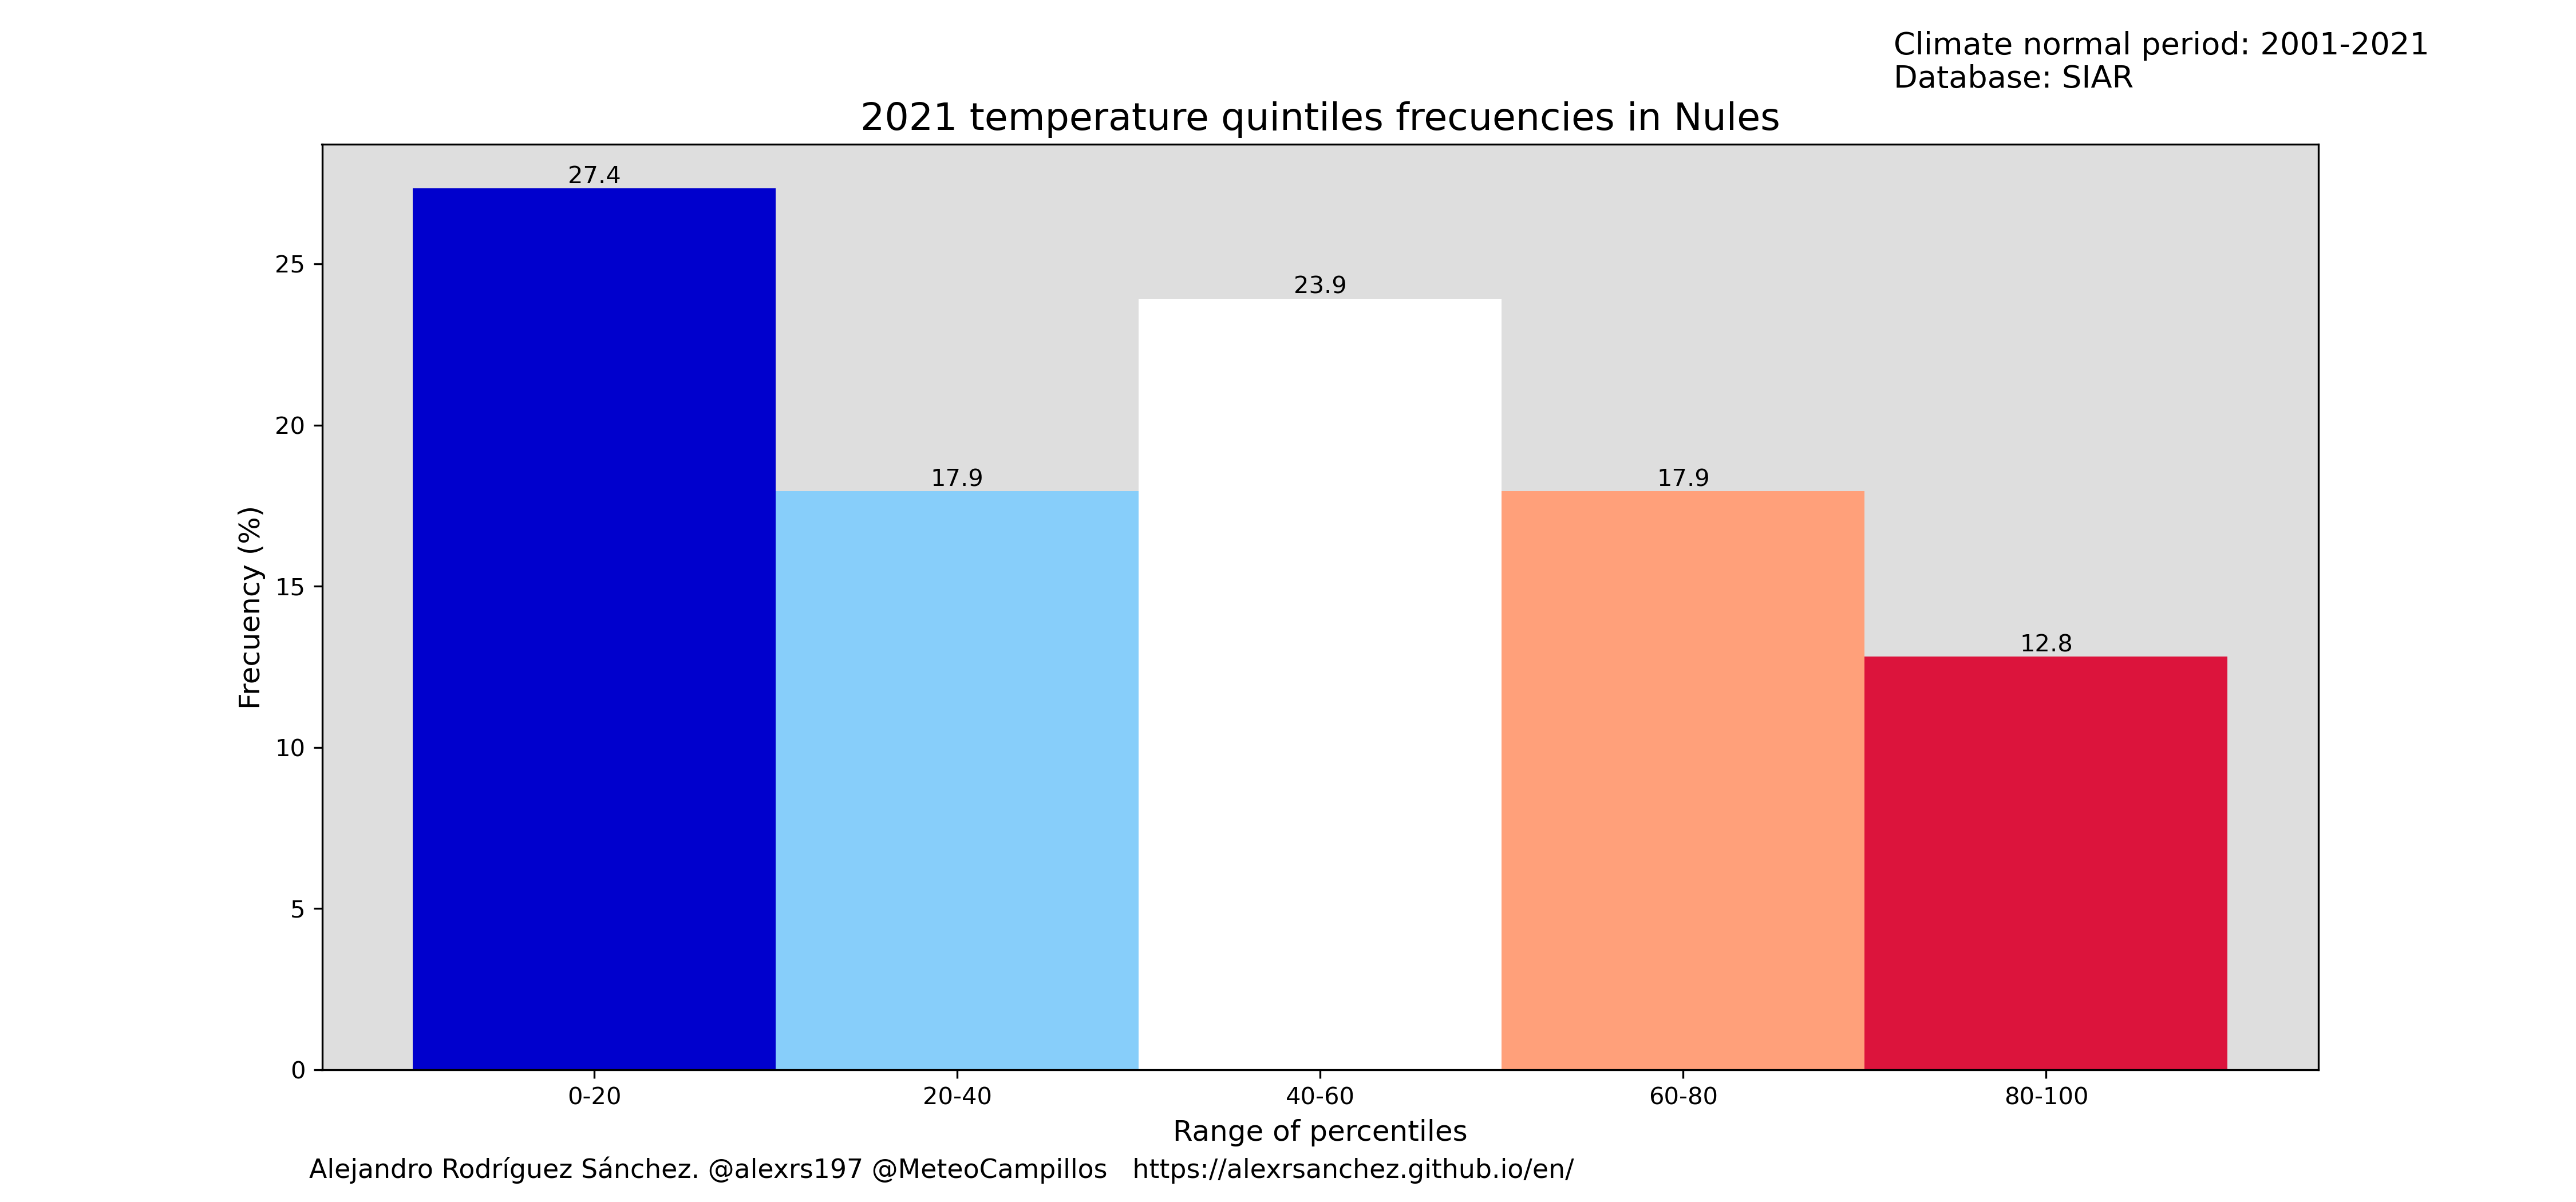 Climate normal period: 2001-2021
Database: SIAR
2021 temperature quintiles frecuencies in Nules
27.4
25
23.9
20
17.9
17.9
15
12.8
10
5
0
Frecuency (%)
0-20 20-40 40-60 60-80 80-100
Range of percentiles
Alejandro Rodríguez Sánchez. @alexrs197 @MeteoCampillos https://alexrsanchez.github.io/en/